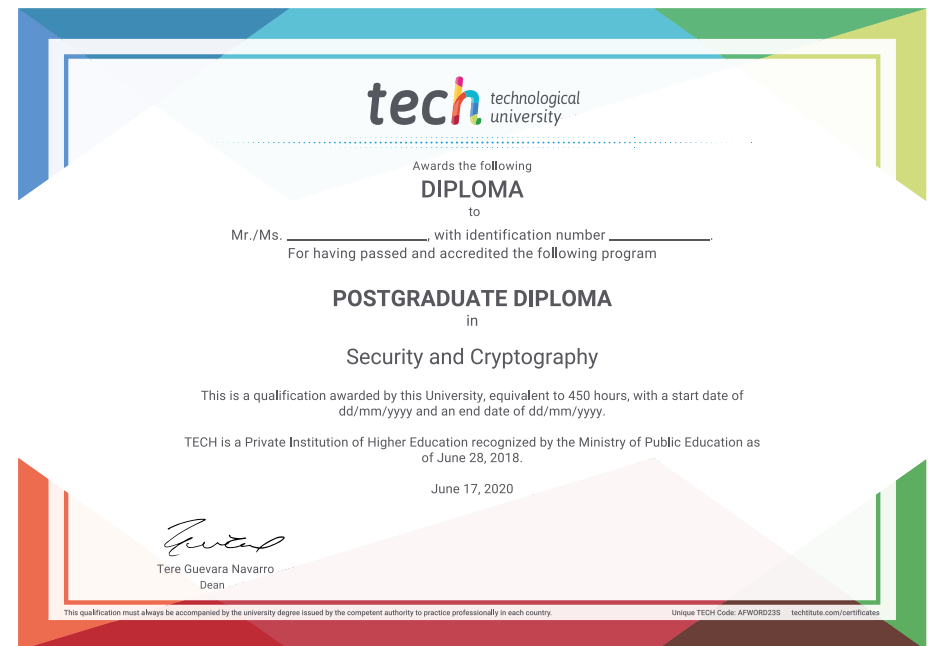 tech technological
university
Awards the following
DIPLOMA
to
Mr./Ms. ____________________, with identification number ______________.
For having passed and accredited the following program
POSTGRADUATE DIPLOMA
in
Security and Cryptography
This is a qualification awarded by this University, equivalent to 450 hours, with a start date of
dd/mm/yyyy and an end date of dd/mm/yyyy.
TECH is a Private Institution of Higher Education recognized by the Ministry of Public Education as
of June 28, 2018.
June 17, 2020
Tere Guevara Navarro
Dean
This qualification must always be accompanied by the university degree issued by the competent authority to practice professionally in each country. Unique TECH Code: AFWORD23S techtitute.com/certificates